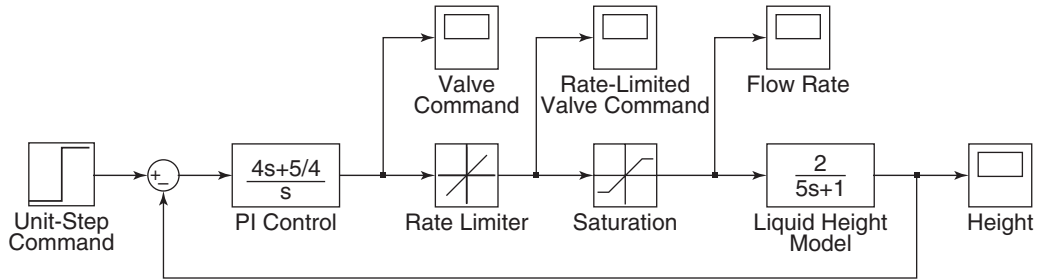 Valve
Command
Rate-Limited
Valve Command
Flow Rate
+
−
4s+5/4
s
2
5s+1
Unit-Step
Command
PI Control
Rate Limiter
Saturation
Liquid Height
Model
Height